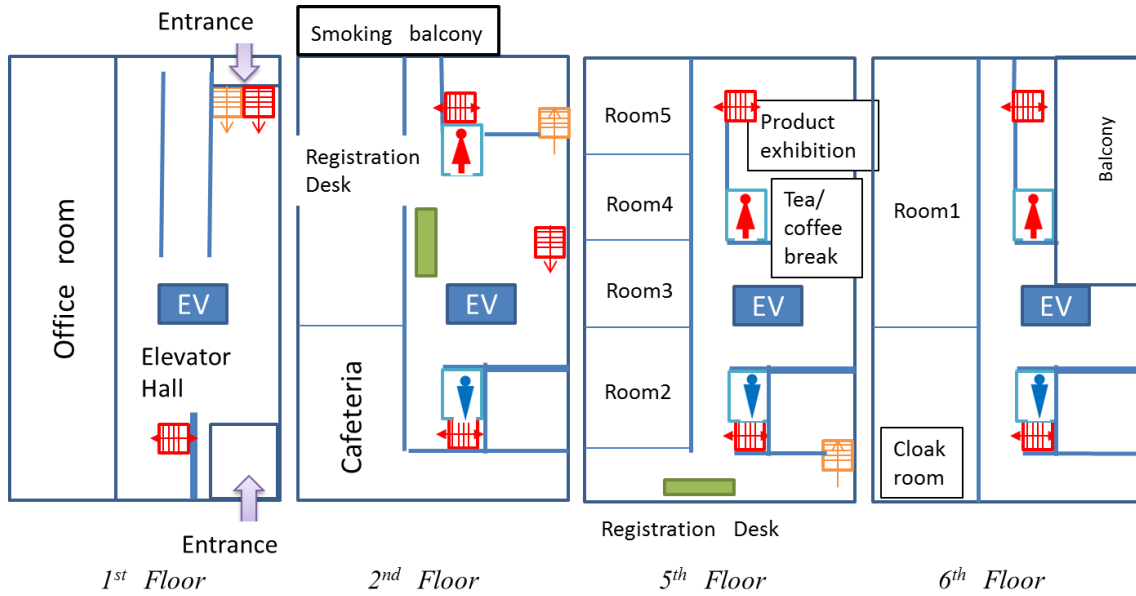 Entrance
Office room
EV
Elevator
Hall
Entrance
1st Floor
Smoking balcony
Registration
Desk
EV
Cafeteria
2nd Floor
Room5
Product
exhibition
Room4
Tea/
coffee
break
Room3
EV
Room2
Registration Desk
5th Floor
Balcony
Room1
EV
Cloak
room
6th Floor